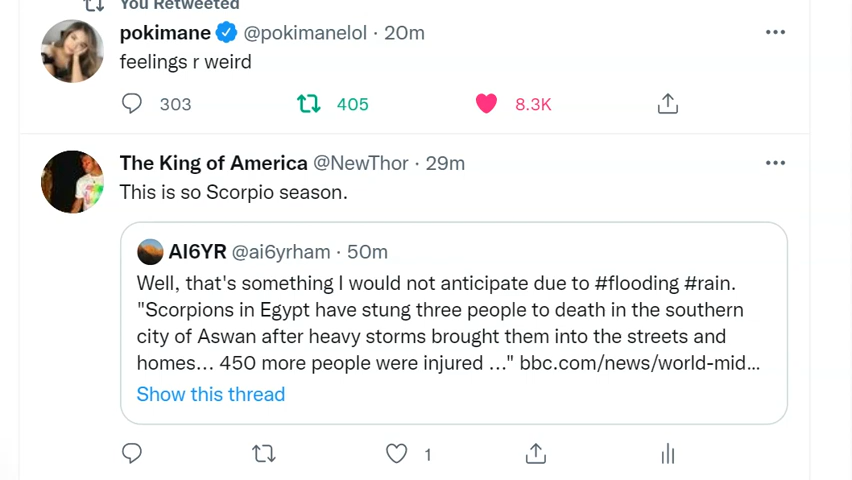 You Retweeted
pokimane @pokimanelol · 20m
feelings r weird
303 405 8.3K
The King of America @NewThor · 29m
This is so Scorpio season.
AI6YR @ai6yrham · 50m
Well, that's something I would not anticipate due to #flooding #rain.
"Scorpions in Egypt have stung three people to death in the southern
city of Aswan after heavy storms brought them into the streets and
homes... 450 more people were injured ..." bbc.com/news/world-mid...
Show this thread
1